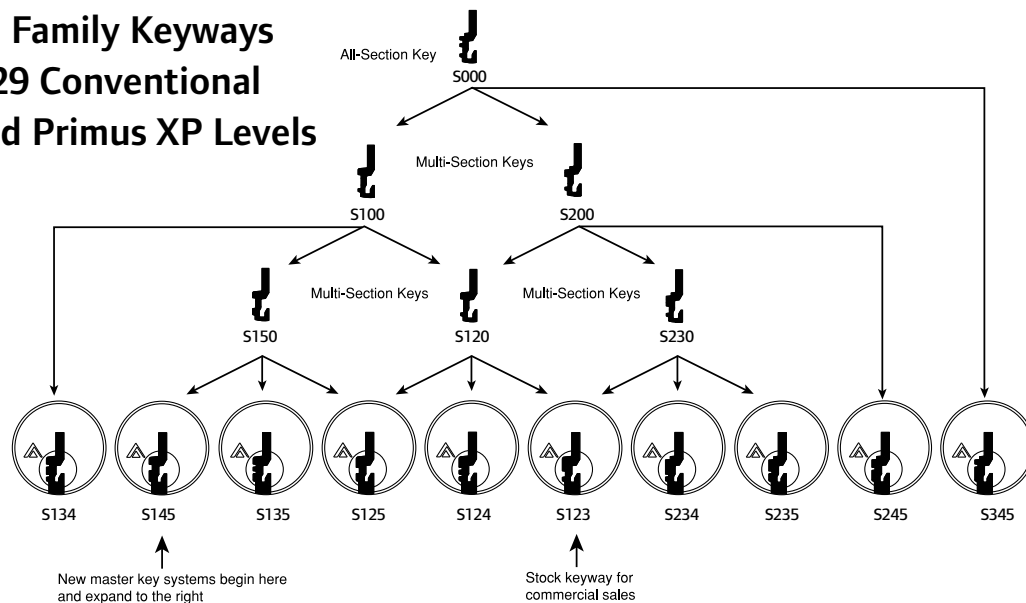 Family Keyways
29 Conventional
d Primus XP Levels
All-Section Key
S000
Multi-Section Keys
S100
S200
Multi-Section Keys
Multi-Section Keys
S150
S120
S230
S134
S145
S135
S125
S124
S123
S234
S235
S245
S345
New master key systems begin here
and expand to the right
Stock keyway for
commercial sales